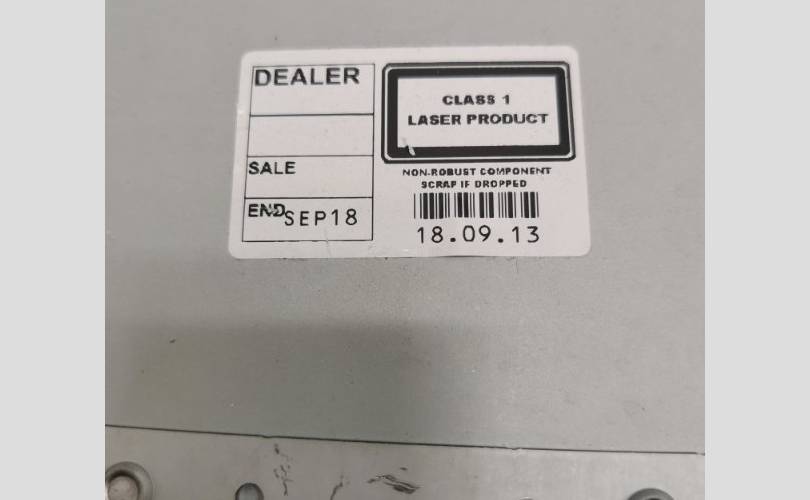 DEALER
SALE
END SEP18
CLASS 1
LASER PRODUCT
NON-ROBUST COMPONENT
SCRAP IF DROPPED
18.09.13